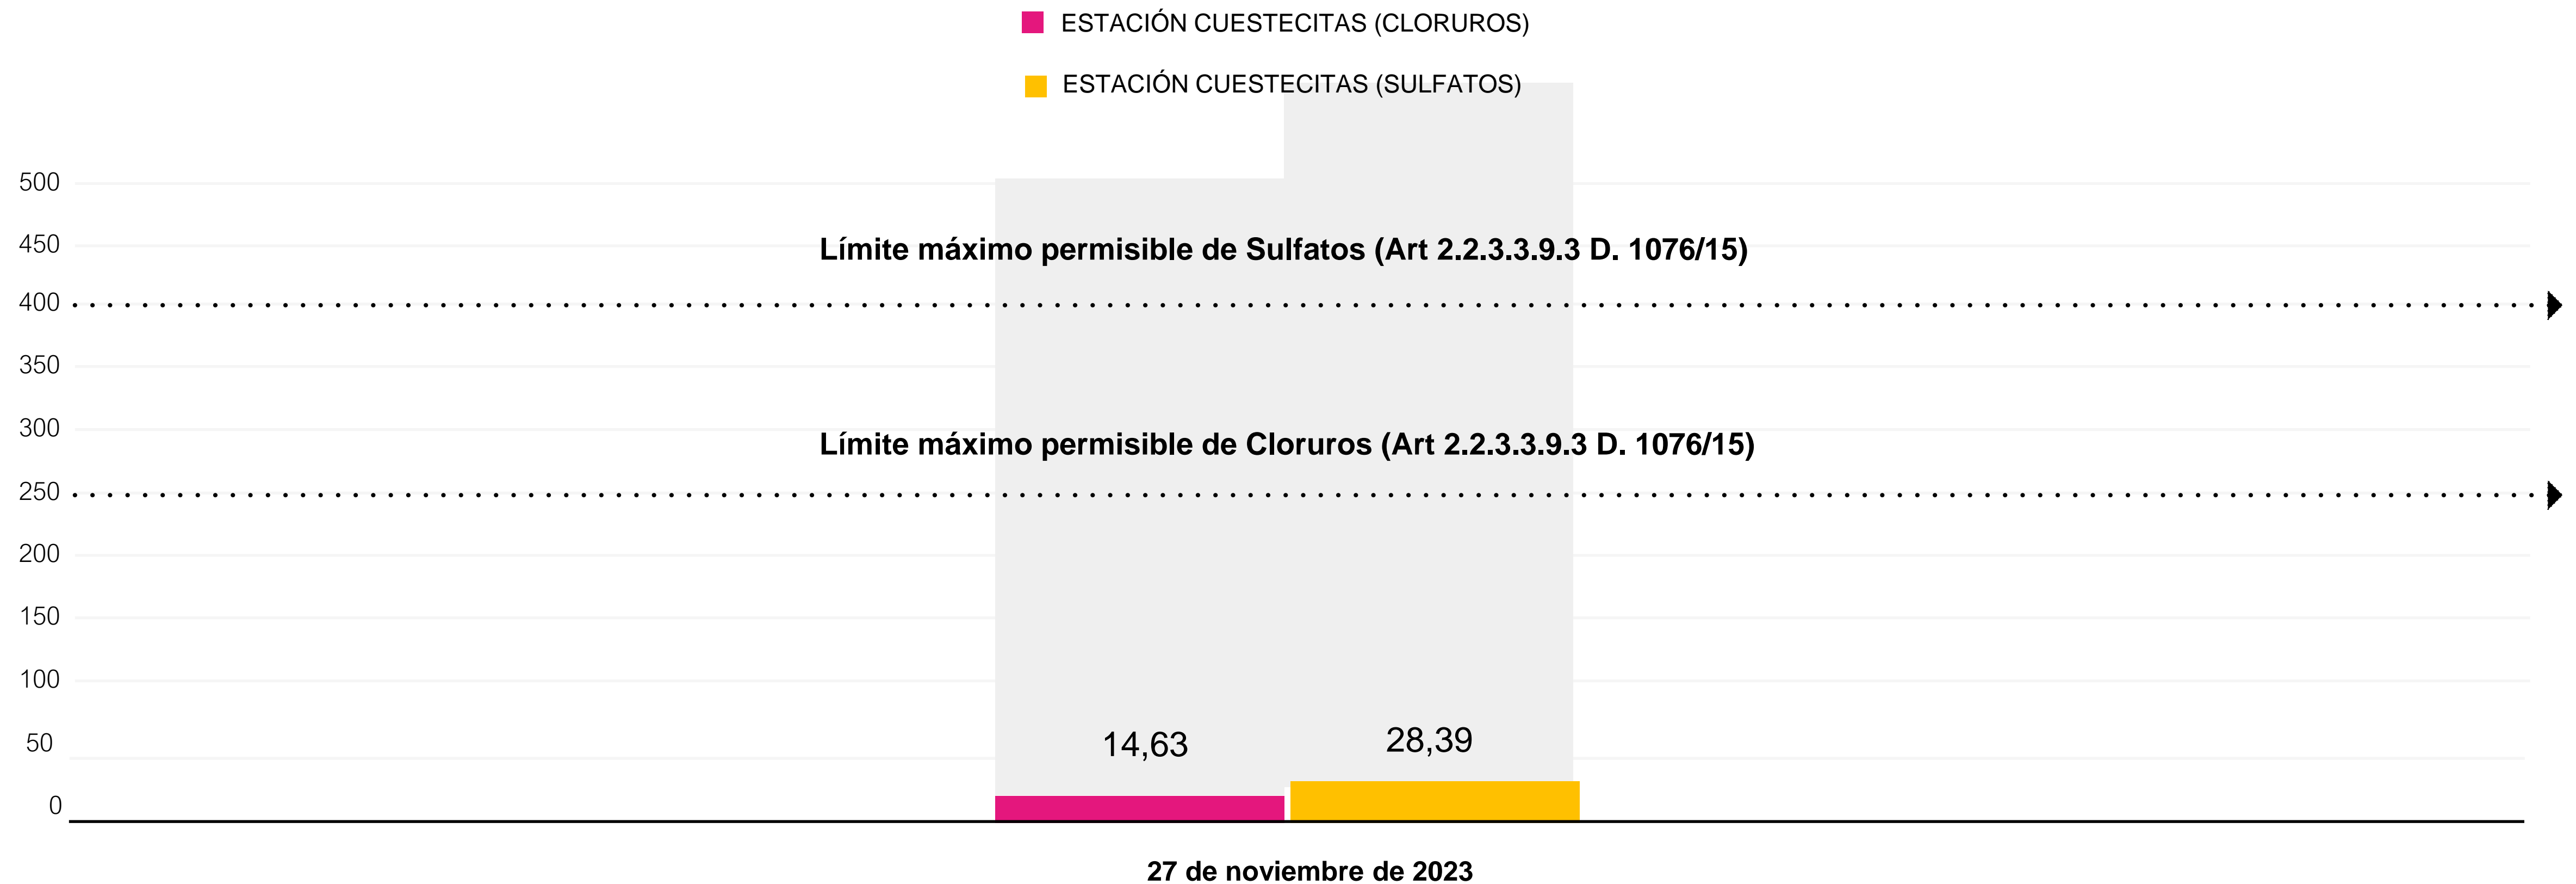 ESTACIÓN CUESTECITAS (CLORUROS)
ESTACIÓN CUESTECITAS (SULFATOS)
500
450
Límite máximo permisible de Sulfatos (Art 2.2.3.3.9.3 D. 1076/15)
400
350
300
Límite máximo permisible de Cloruros (Art 2.2.3.3.9.3 D. 1076/15)
250
200
150
100
50
14,63
28,39
0
27 de noviembre de 2023